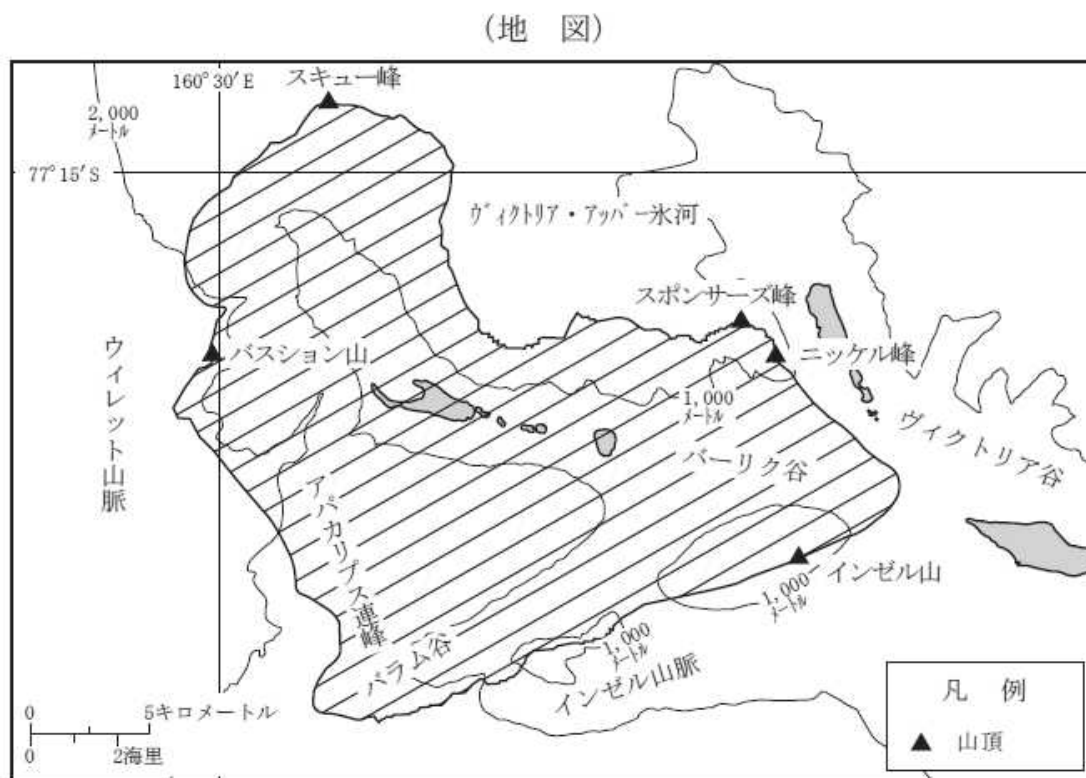 (地 図)
160°30′E
スキュー峰
2,000
メートル
77°15′S
ヴィクトリア・アッパー氷河
スポンサーズ峰
ウィレット山脈
バスション山
ニッケル峰
1,000
メートル
ヴィクトリア谷
バーリク谷
アパカリプス連峰
インゼル山
1,000
メートル
1,000
メートル
パラム谷
インゼル山脈
凡 例
▲ 山頂
0 5キロメートル
0 2海里